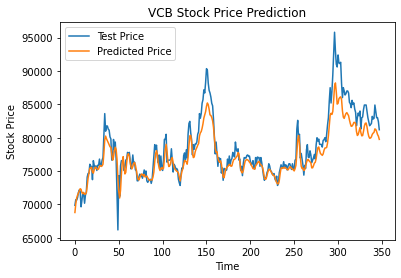 VCB Stock Price Prediction
Test Price
Predicted Price
95000
90000
85000
80000
75000
70000
65000
Stock Price
0 50 100 150 200 250 300 350
Time